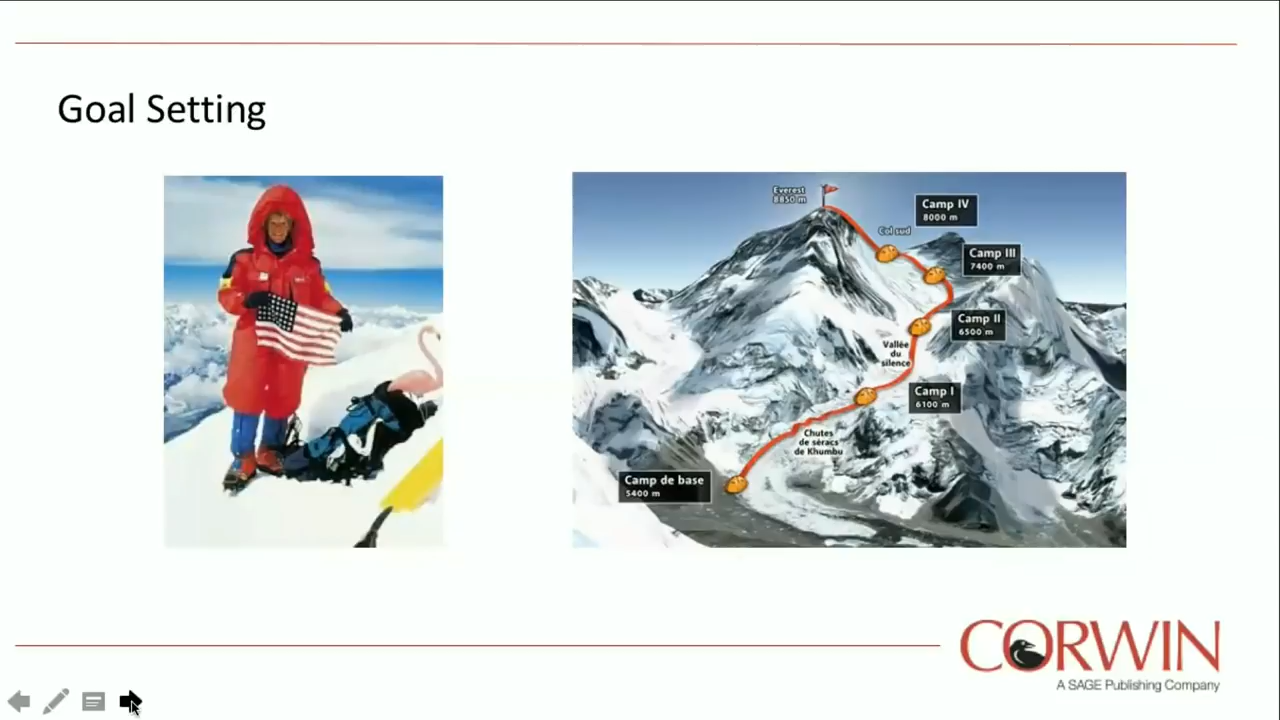 Goal Setting
Everest
8850 m
Camp IV
8000 m
Col sud
Camp III
7400 m
Camp II
6500 m
Vallée
du
silence
Camp I
6100 m
Chutes
de séracs
de Khumbu
Camp de base
5400 m
CORWIN
A SAGE Publishing Company